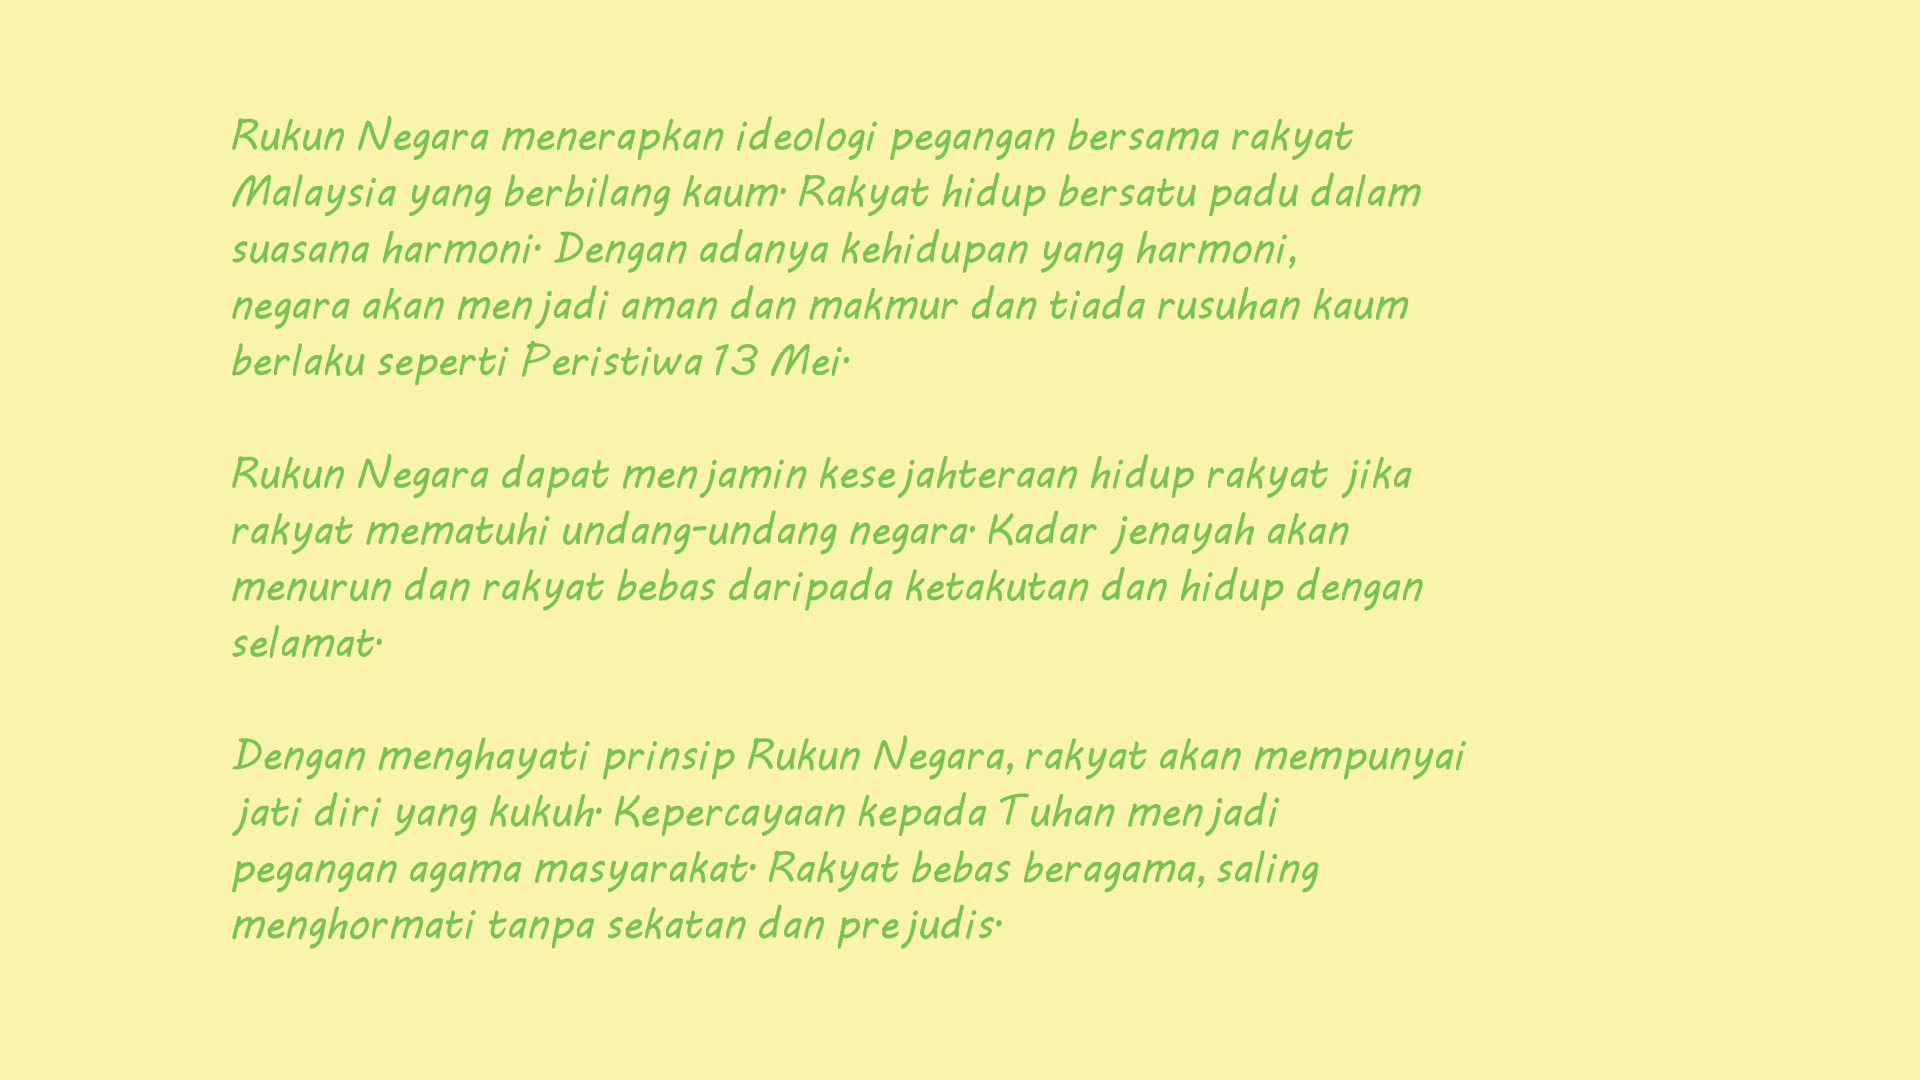 Rukun Negara menerapkan ideologi pegangan bersama rakyat
Malaysia yang berbilang kaum. Rakyat hidup bersatu padu dalam
suasana harmoni. Dengan adanya kehidupan yang harmoni,
negara akan menjadi aman dan makmur dan tiada rusuhan kaum
berlaku seperti Peristiwa 13 Mei.
Rukun Negara dapat menjamin kesejahteraan hidup rakyat jika
rakyat mematuhi undang-undang negara. Kadar jenayah akan
menurun dan rakyat bebas daripada ketakutan dan hidup dengan
selamat.
Dengan menghayati prinsip Rukun Negara, rakyat akan mempunyai
jati diri yang kukuh. Kepercayaan kepada Tuhan menjadi
pegangan agama masyarakat. Rakyat bebas beragama, saling
menghormati tanpa sekatan dan prejudis.